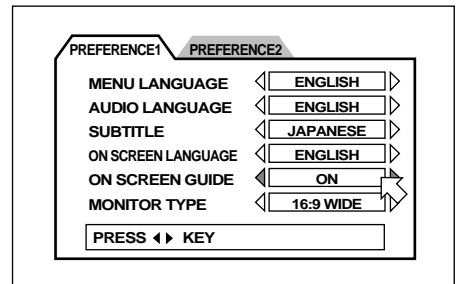 PREFERENCE1 PREFERENCE2
MENU LANGUAGE ENGLISH
AUDIO LANGUAGE ENGLISH
SUBTITLE JAPANESE
ON SCREEN LANGUAGE ENGLISH
ON SCREEN GUIDE ON
MONITOR TYPE 16:9 WIDE
PRESS KEY